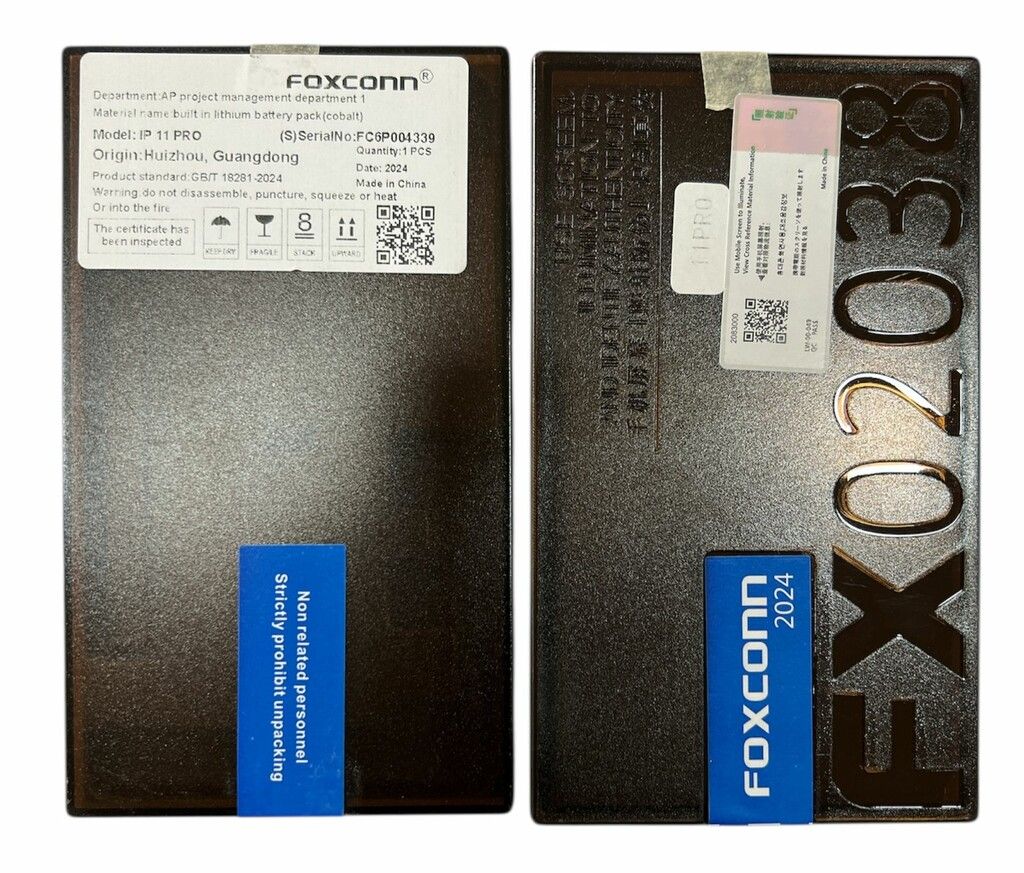 FOXCONN®
Department:AP project management department 1
Material name:built in lithium battery pack(cobalt)
Model: IP 11 PRO
(S)SerialNo:FC6P004339
Origin:Huizhou, Guangdong
Quantity:1 PCS
Date: 2024
Product standard:GB/T 18281-2024
Made in China
Warning:do not disassemble, puncture, squeeze or heat
Or into the fire
The certificate has
been inspected
KEEP DRY
FRAGILE
8
STACK
UPWARD
Non related personnel
Strictly prohibit unpacking
USE SCREEN
ILLUMINATION TO
AND IDENTIFY AUTHENTICITY
11PRO
Use Mobile Screen to Illuminate,
View Cross Reference Material Information
Made in China
2083000
QC PASS
FOXCONN
2024
FX02038